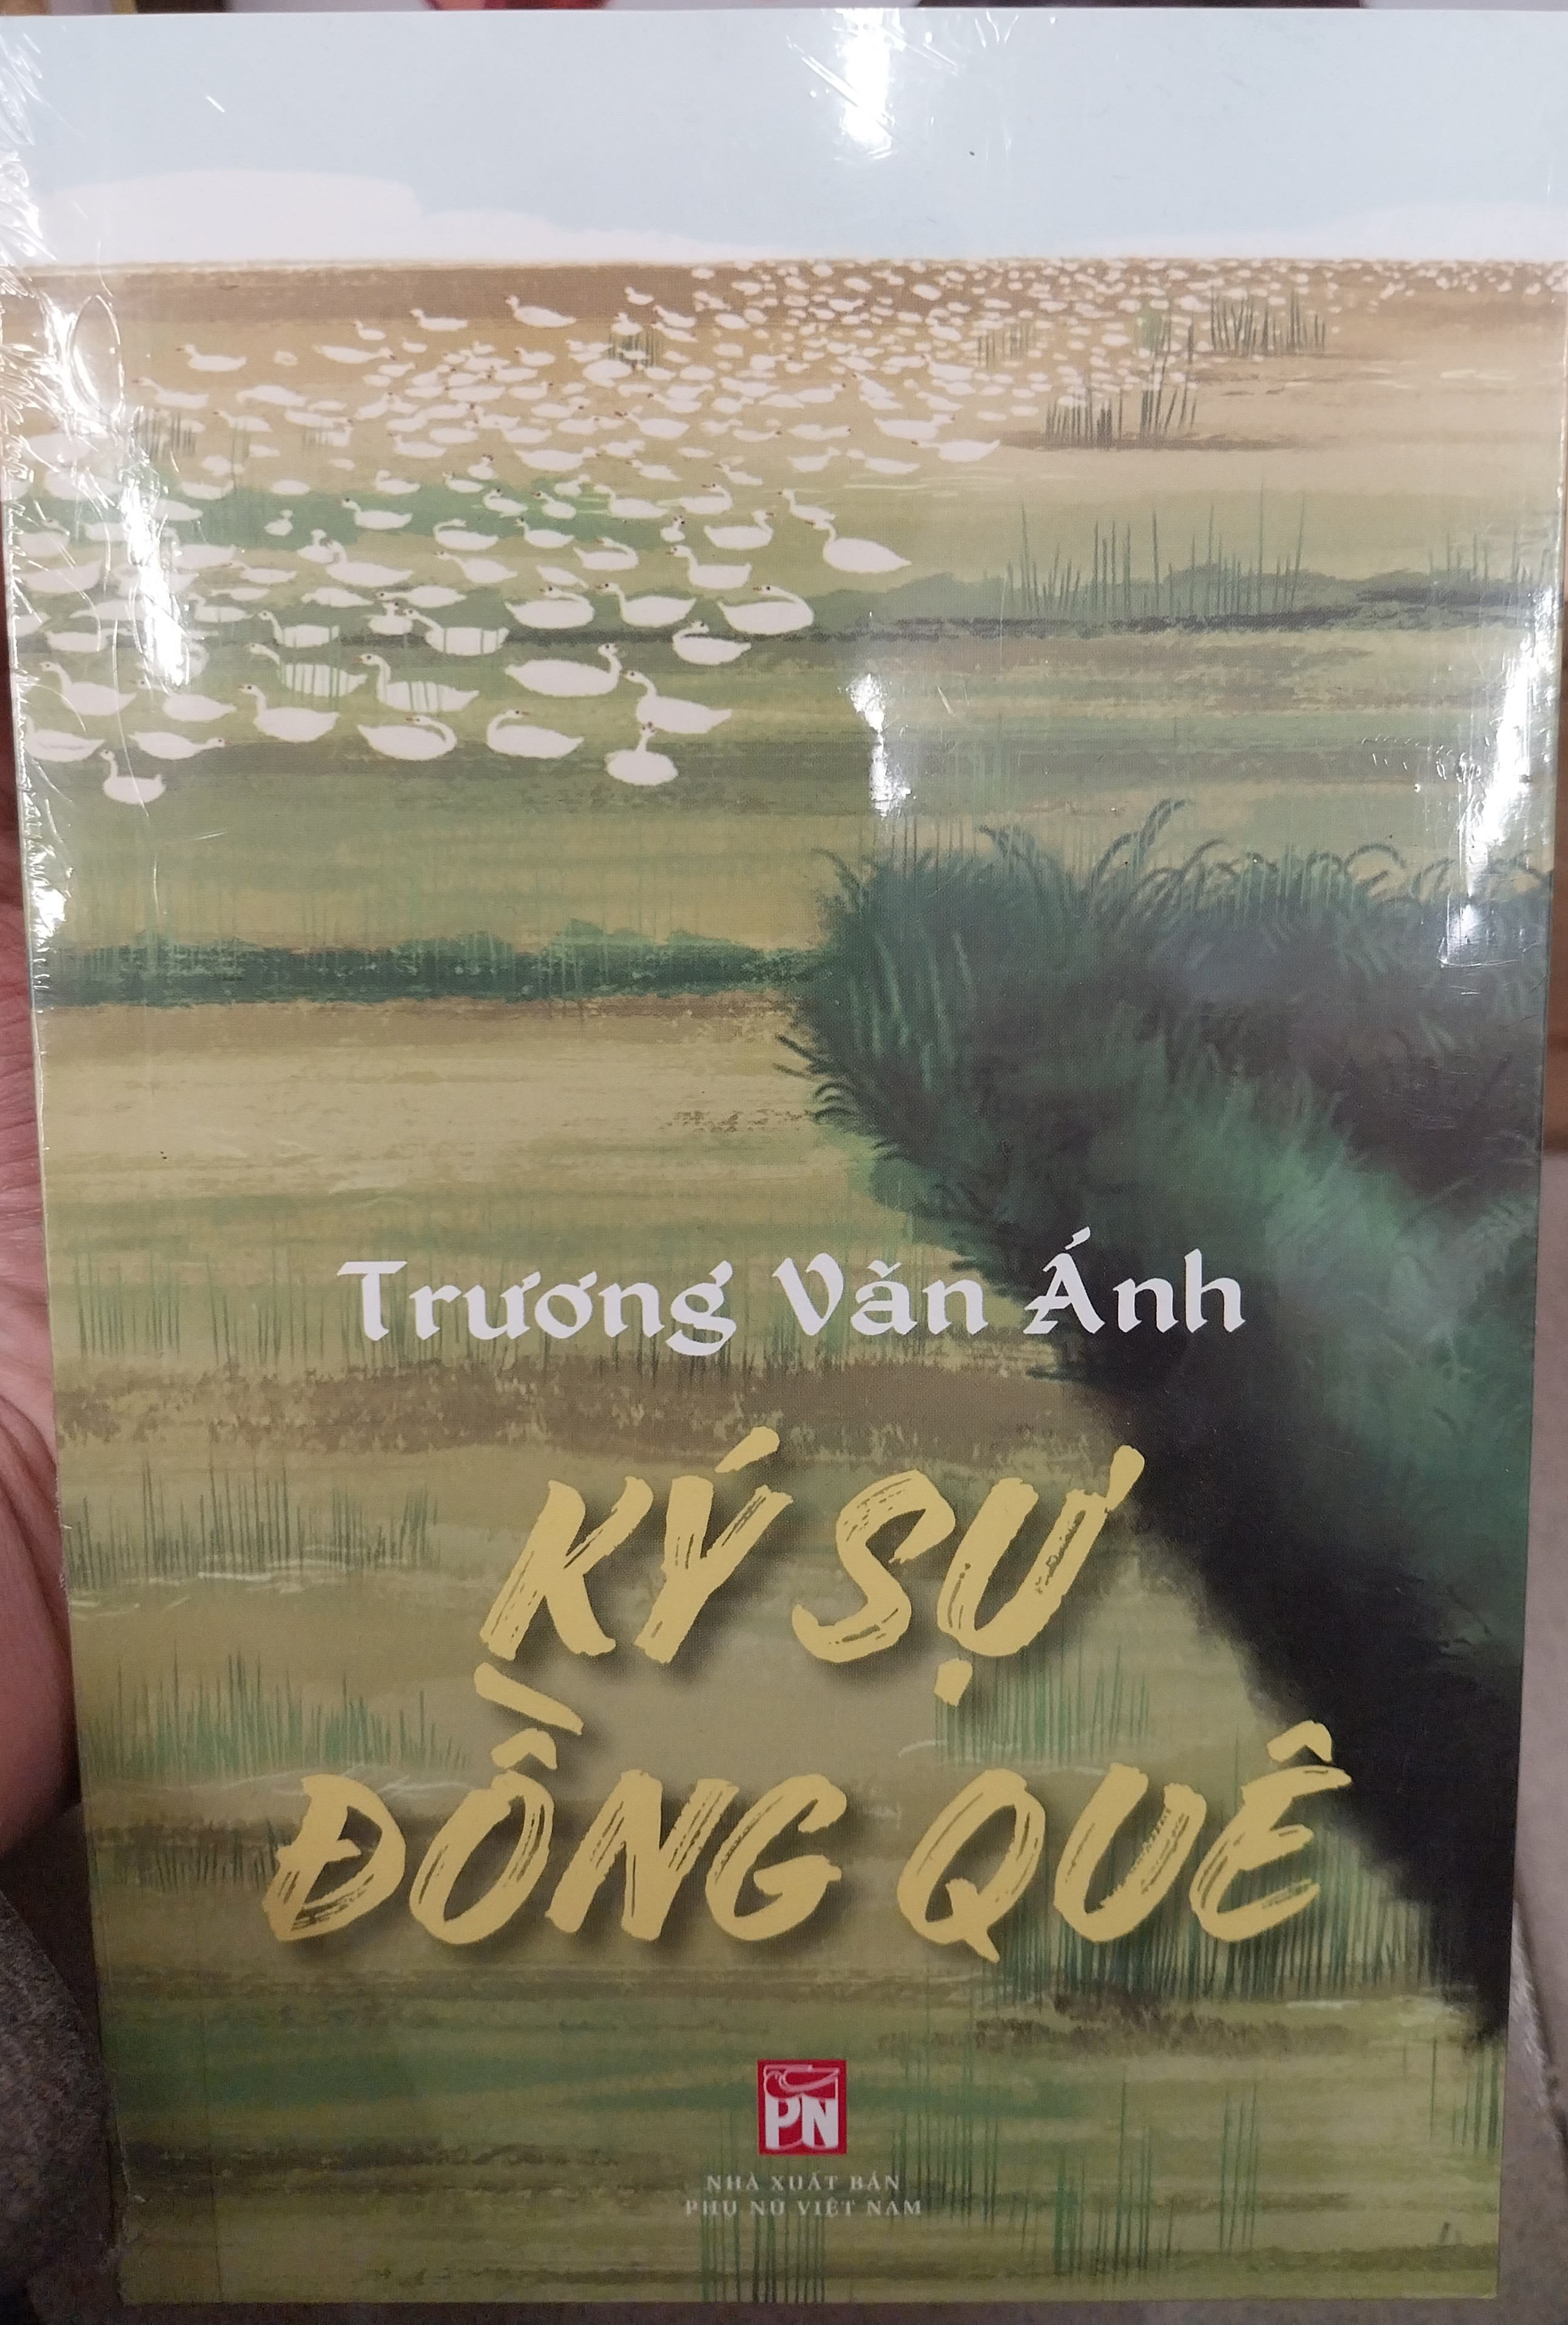 Trương Văn Ánh
KÝ SỰ
ĐỒNG QUÊ
PN
NHÀ XUẤT BẢN
PHỤ NỮ VIỆT NAM